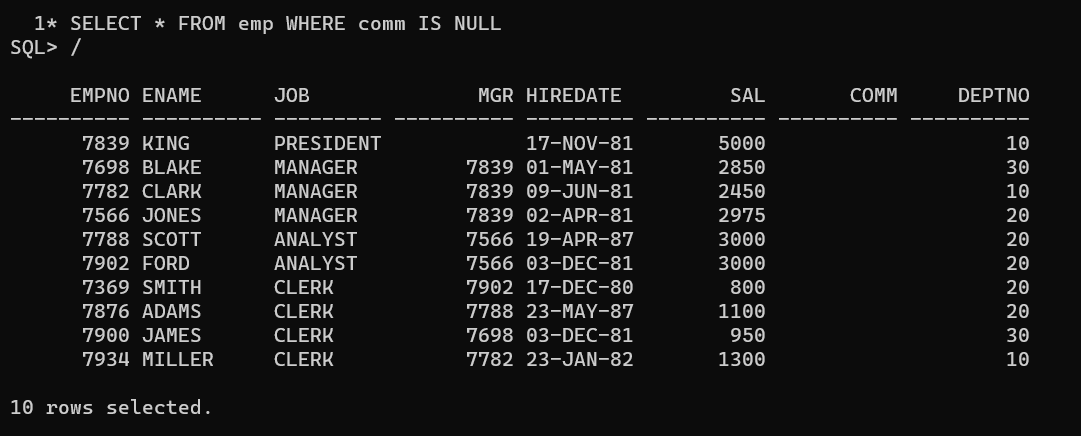 1* SELECT * FROM emp WHERE comm IS NULL
SQL> /

     EMPNO ENAME      JOB              MGR HIREDATE         SAL       COMM     DEPTNO
---------- ---------- --------- ---------- --------- ---------- ---------- ----------
      7839 KING       PRESIDENT            17-NOV-81       5000                    10
      7698 BLAKE      MANAGER         7839 01-MAY-81       2850                    30
      7782 CLARK      MANAGER         7839 09-JUN-81       2450                    10
      7566 JONES      MANAGER         7839 02-APR-81       2975                    20
      7788 SCOTT      ANALYST         7566 19-APR-87       3000                    20
      7902 FORD       ANALYST         7566 03-DEC-81       3000                    20
      7369 SMITH      CLERK           7902 17-DEC-80        800                    20
      7876 ADAMS      CLERK           7788 23-MAY-87       1100                    20
      7900 JAMES      CLERK           7698 03-DEC-81        950                    30
      7934 MILLER     CLERK           7782 23-JAN-82       1300                    10

10 rows selected.